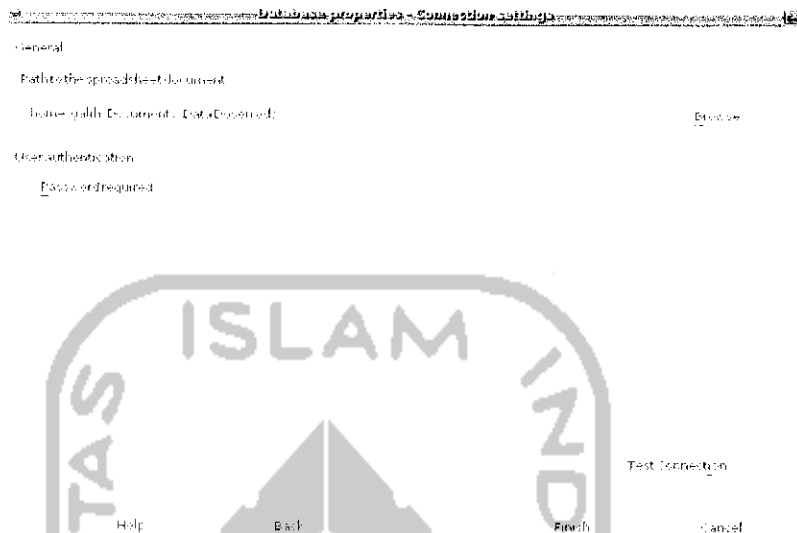 Database properties - Connection settings
General
Path to the spreadsheet document
Browse
User authentication
Password required
ISLAM
TAS
IND
Test Connection
Help Back Finish Cancel